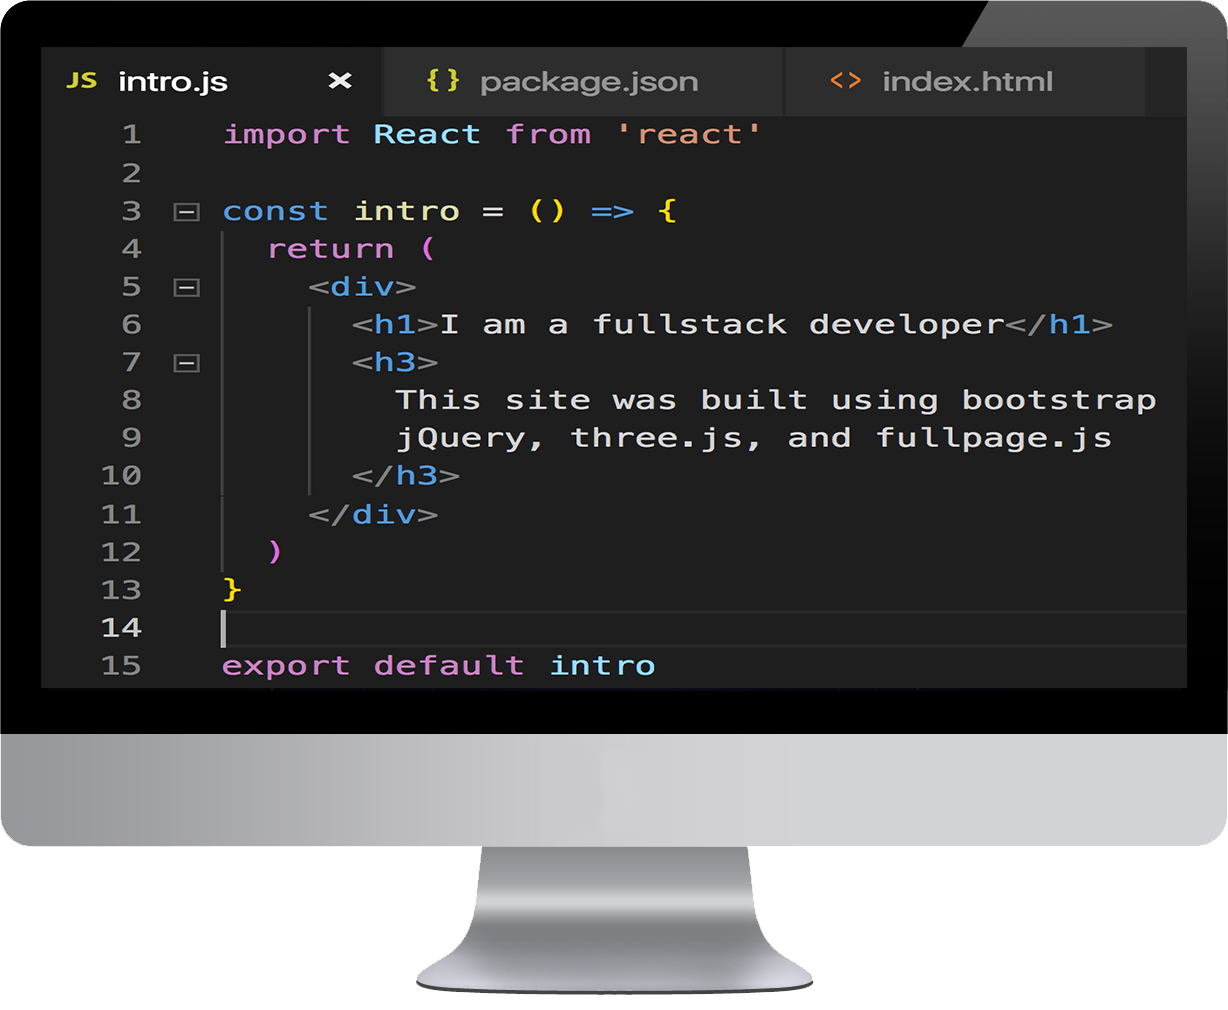 JS intro.js × {} package.json <> index.html
1 import React from 'react'
2
3 const intro = () => {
4 return (
5 <div>
6 <h1>I am a fullstack developer</h1>
7 <h3>
8 This site was built using bootstrap
9 jQuery, three.js, and fullpage.js
10 </h3>
11 </div>
12 )
13 }
14
15 export default intro